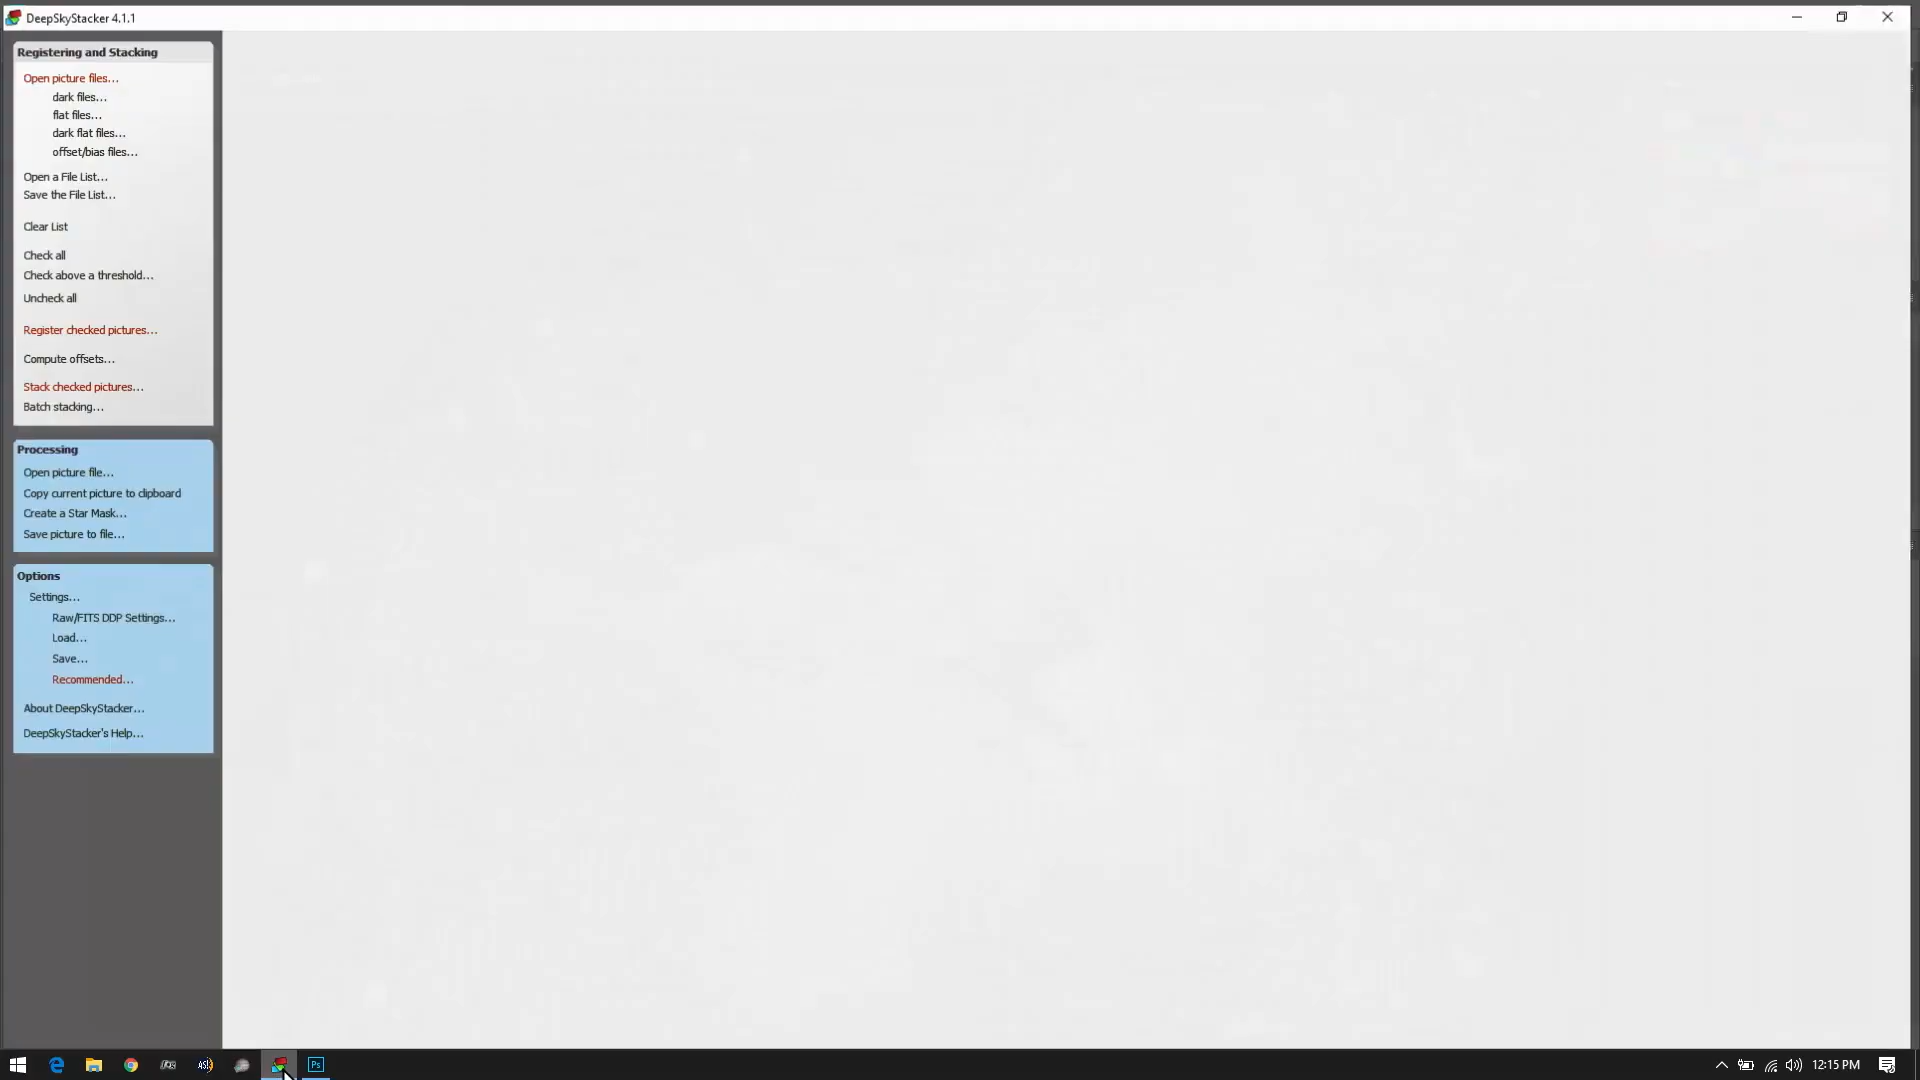 DeepSkyStacker 4.1.1
Registering and Stacking
Open picture files...
dark files...
flat files...
dark flat files...
offset/bias files...
Open a File List...
Save the File List...
Clear List
Check all
Check above a threshold...
Uncheck all
Register checked pictures...
Compute offsets...
Stack checked pictures...
Batch stacking...
Processing
Open picture file...
Copy current picture to clipboard
Create a Star Mask...
Save picture to file...
Options
Settings...
Raw/FITS DDP Settings...
Load...
Save...
Recommended...
About DeepSkyStacker...
DeepSkyStacker's Help...
Ps
12:15 PM